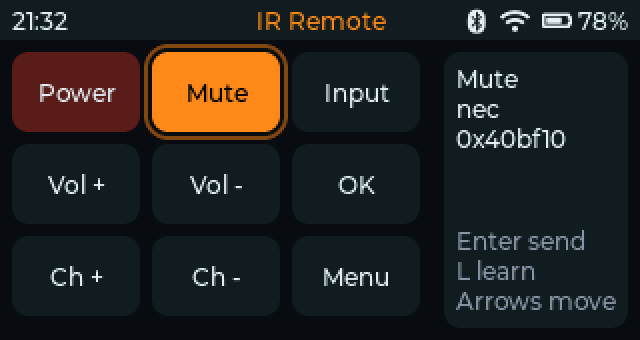 21:32 IR Remote 78%
Power Mute Input
Vol + Vol - OK
Ch + Ch - Menu
Mute
nec
0x40bf10
Enter send
L learn
Arrows move